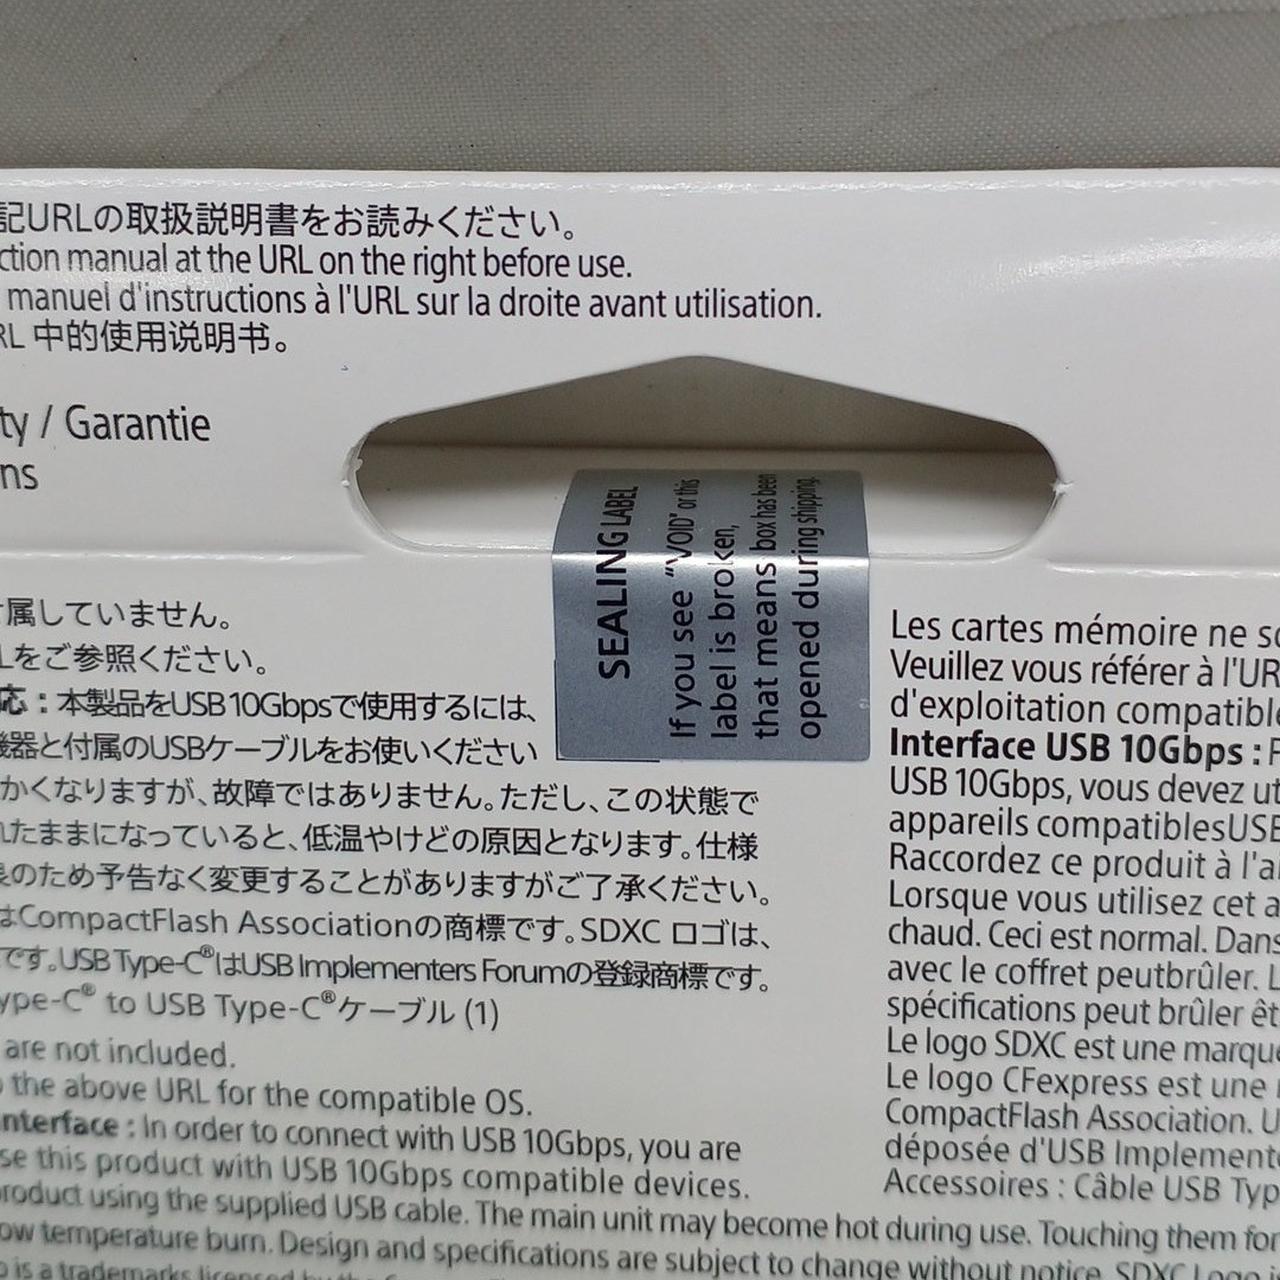 記URLの取扱説明書をお読みください。
ction manual at the URL on the right before use.
manuel d'instructions à l'URL sur la droite avant utilisation.
RL 中的使用说明书。
ty / Garantie
ns
SEALING LABEL
If you see "VOID" or this
label is broken,
that means box has been
opened during shipping.
属していません。
Lをご参照ください。
応：本製品をUSB 10Gbpsで使用するには、
機器と付属のUSBケーブルをお使いください
かくなりますが、故障ではありません。ただし、この状態で
れたままになっていると、低温やけどの原因となります。仕様
のため予告なく変更することがありますがご了承ください。
はCompactFlash Associationの商標です。SDXC ロゴは、
です。USB Type-C®はUSB Implementers Forumの登録商標です。
ype-C® to USB Type-C®ケーブル (1)
are not included.
the above URL for the compatible OS.
nterface : In order to connect with USB 10Gbps, you are
se this product with USB 10Gbps compatible devices.
product using the supplied USB cable. The main unit may become hot during use. Touching them for
ow temperature burn. Design and specifications are subject to change without notice. SDXC Logo
is a trademarks licensed by the
Les cartes mémoire ne so
Veuillez vous référer à l'UR
d'exploitation compatible
Interface USB 10Gbps : F
USB 10Gbps, vous devez ut
appareils compatiblesUSB
Raccordez ce produit à l'a
Lorsque vous utilisez cet a
chaud. Ceci est normal. Dans
avec le coffret peutbrûler. L
spécifications peut brûler êt
Le logo SDXC est une marque
Le logo CFexpress est une
CompactFlash Association. U
déposée d'USB Implemente
Accessoires : Câble USB Typ